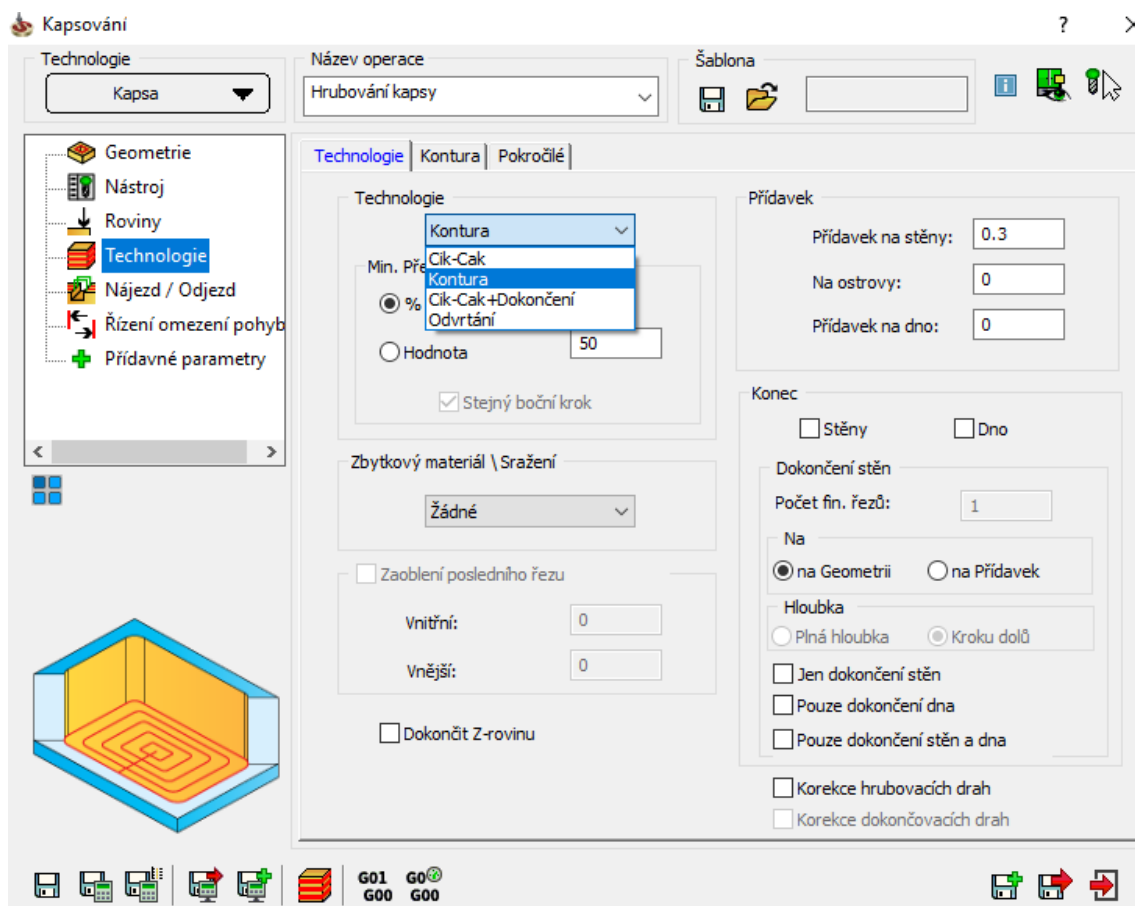 Kapsování
?
Technologie
Kapsa
Název operace
Hrubování kapsy
Šablona
Geometrie
Nástroj
Roviny
Technologie
Nájezd / Odjezd
Řízení omezení pohyb
Přídavné parametry
Technologie
Kontura
Pokročilé
Technologie
Kontura
Cik-Cak
Kontura
Cik-Cak+Dokončení
Odvrtání
Min. Pře
%
Hodnota
50
Stejný boční krok
Zbytkový materiál \ Sražení
Žádné
Zaoblení posledního řezu
Vnitřní:
0
Vnější:
0
Dokončit Z-rovinu
Přídavek
Přídavek na stěny:
0.3
Na ostrovy:
0
Přídavek na dno:
0
Konec
Stěny
Dno
Dokončení stěn
Počet fin. řezů:
1
Na
na Geometrii
na Přídavek
Hloubka
Plná hloubka
Kroku dolů
Jen dokončení stěn
Pouze dokončení dna
Pouze dokončení stěn a dna
Korekce hrubovacích drah
Korekce dokončovacích drah
G01
G00
G0
G00